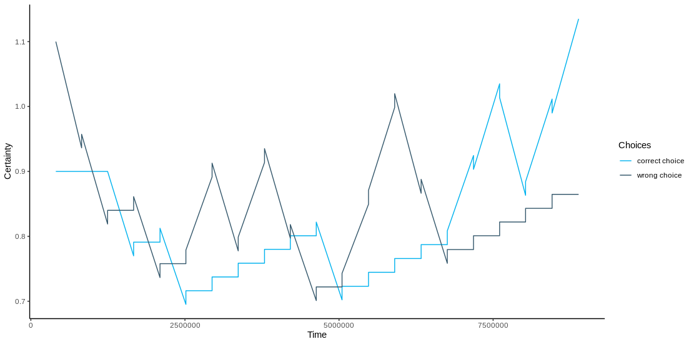 1.1
1.0
0.9
0.8
0.7
Certainty
0
2500000
5000000
7500000
Time
Choices
correct choice
wrong choice